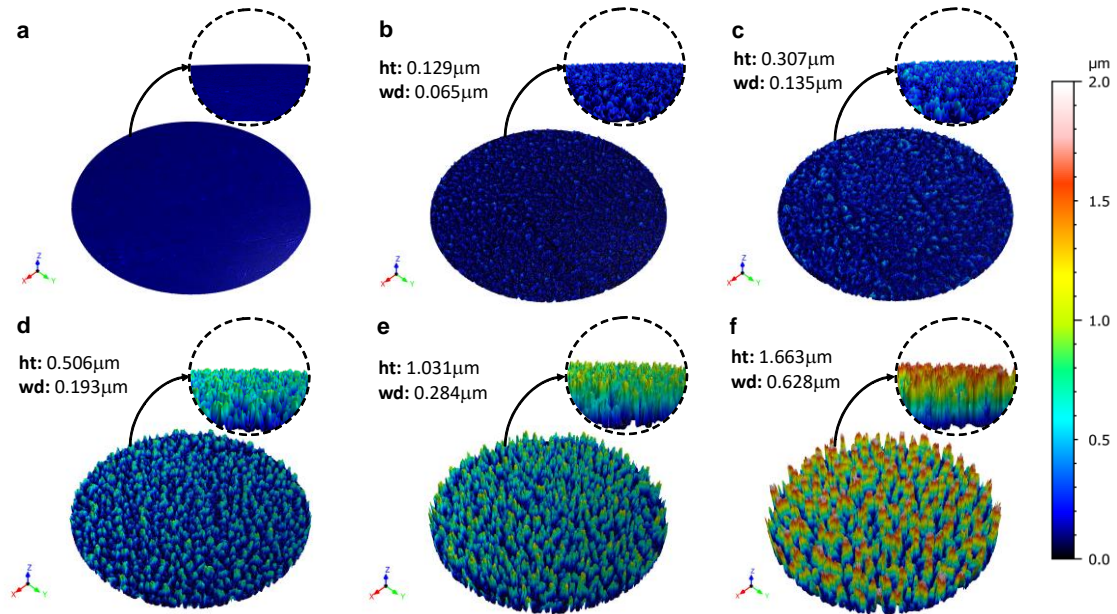 a
b
ht: 0.129μm
wd: 0.065μm
c
ht: 0.307μm
wd: 0.135μm
μm
2.0
1.5
1.0
0.5
0.0
Z
X
Y
Z
X
Y
Z
X
Y
d
ht: 0.506μm
wd: 0.193μm
e
ht: 1.031μm
wd: 0.284μm
f
ht: 1.663μm
wd: 0.628μm
Z
X
Y
Z
X
Y
Z
X
Y